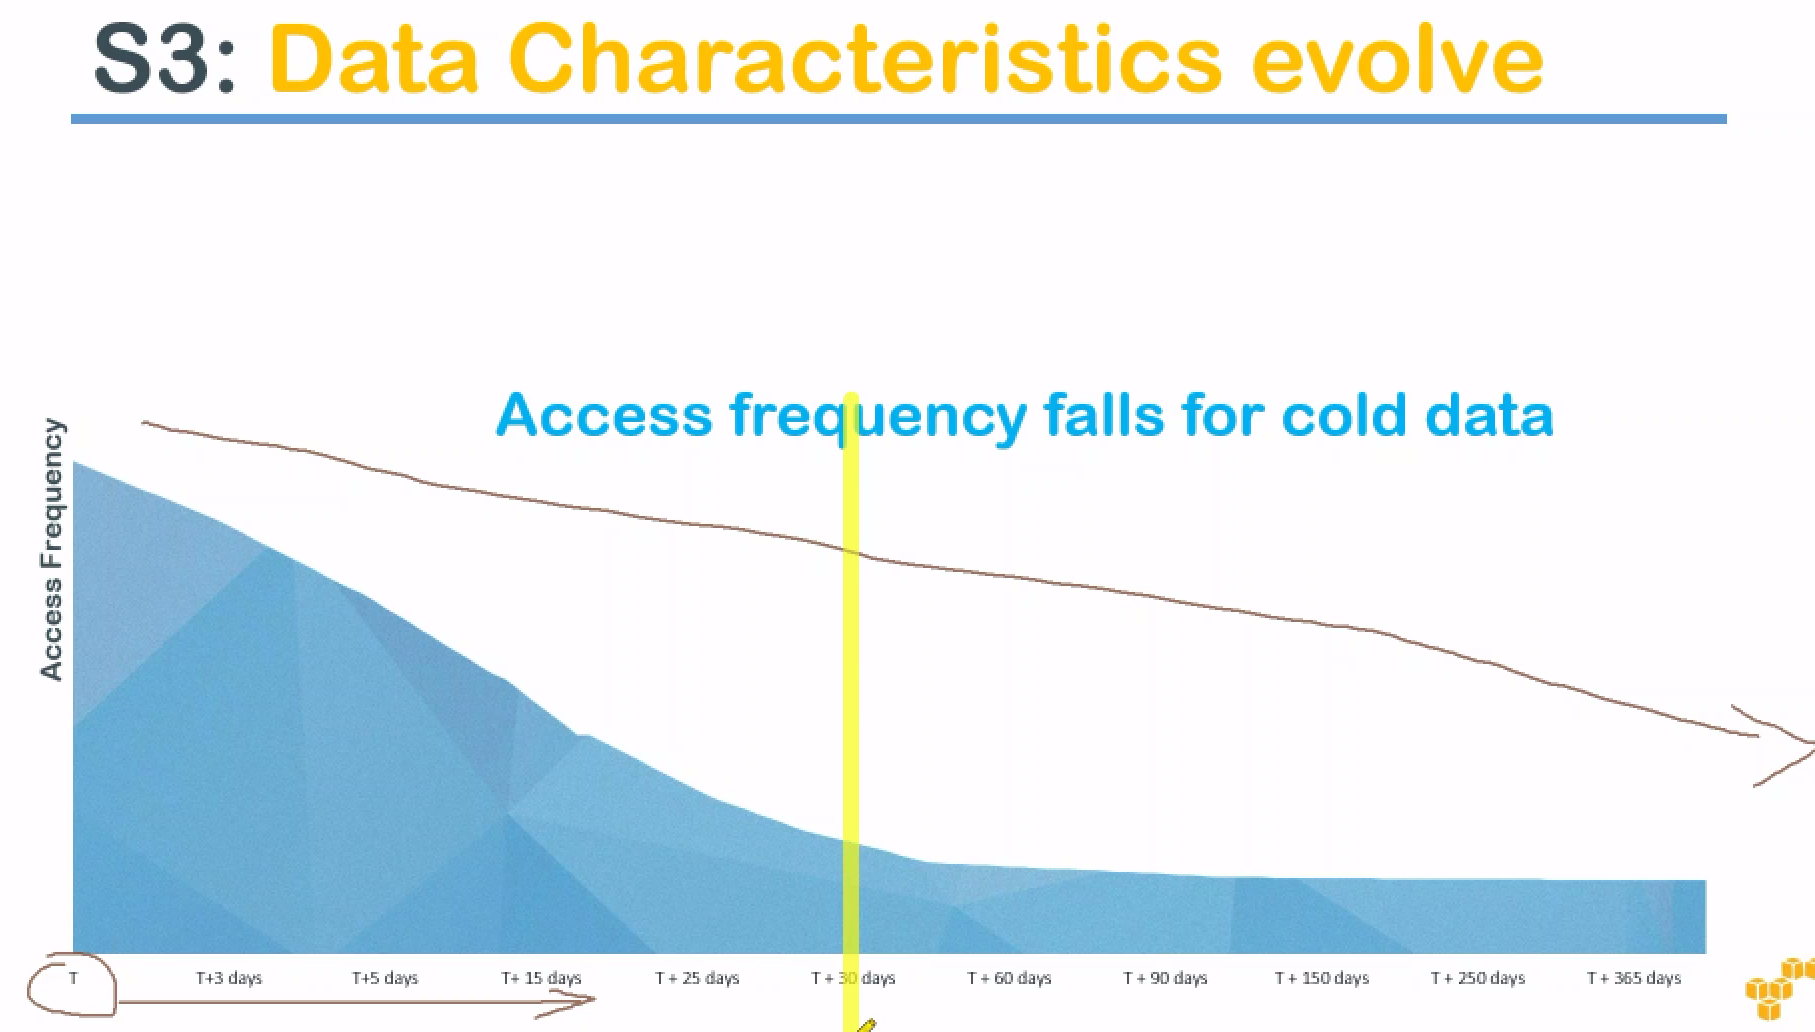 S3: Data Characteristics evolve
Access frequency falls for cold data
Access Frequency
T T+3 days T+5 days T+ 15 days T + 25 days T + 30 days T + 60 days T + 90 days T + 150 days T + 250 days T + 365 days